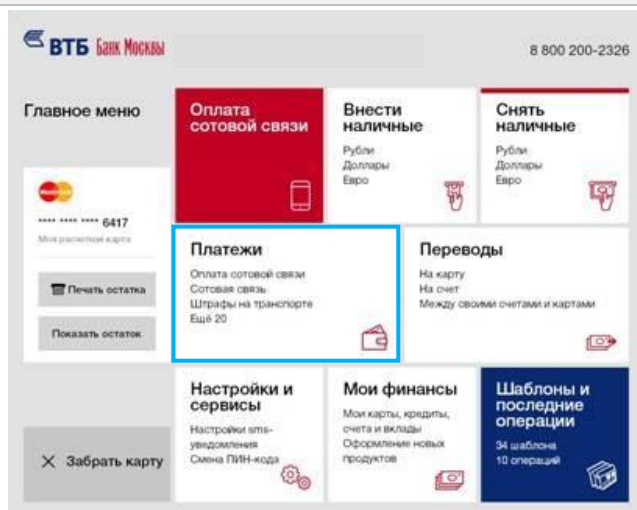 ВТБ Банк Москвы
8 800 200-2326
Главное меню
MasterCard
**** **** **** 6417
Моя расчетная карта
Печать остатка
Показать остаток
Забрать карту
Оплата
сотовой связи
Внести
наличные
Рубли
Доллары
Евро
Снять
наличные
Рубли
Доллары
Евро
Платежи
Оплата сотовой связи
Сотовая связь
Штрафы на транспорте
Ещё 20
Переводы
На карту
На счет
Между своими счетами и картами
Настройки и
сервисы
Настройки sms-
уведомления
Смена ПИН-кода
Мои финансы
Мои карты, кредиты,
счета и вклады
Оформление новых
продуктов
Шаблоны и
последние
операции
34 шаблона
10 операций